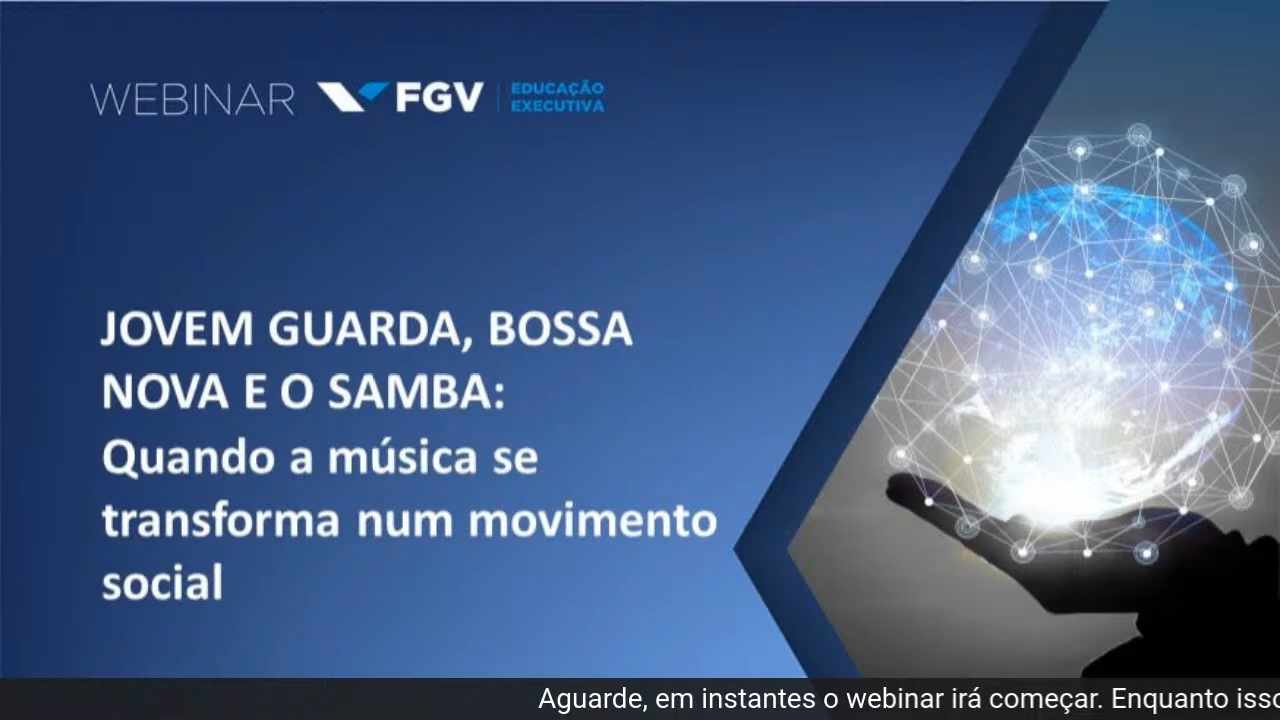 WEBINAR FGV EDUCAÇÃO
EXECUTIVA
JOVEM GUARDA, BOSSA
NOVA E O SAMBA:
Quando a música se
transforma num movimento
social
Aguarde, em instantes o webinar irá começar. Enquanto isso